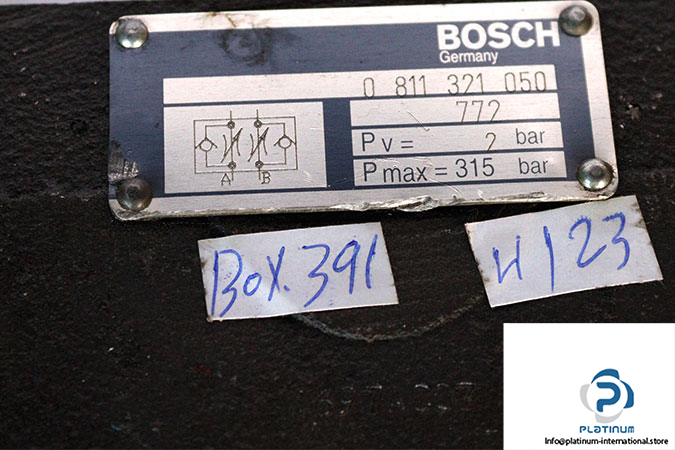 BOSCH
Germany
0 811 321 050
772
Pv = 2 bar
Pmax = 315 bar
A B
BOX.391
H123
PLATINUM
Info@platinum-international.store